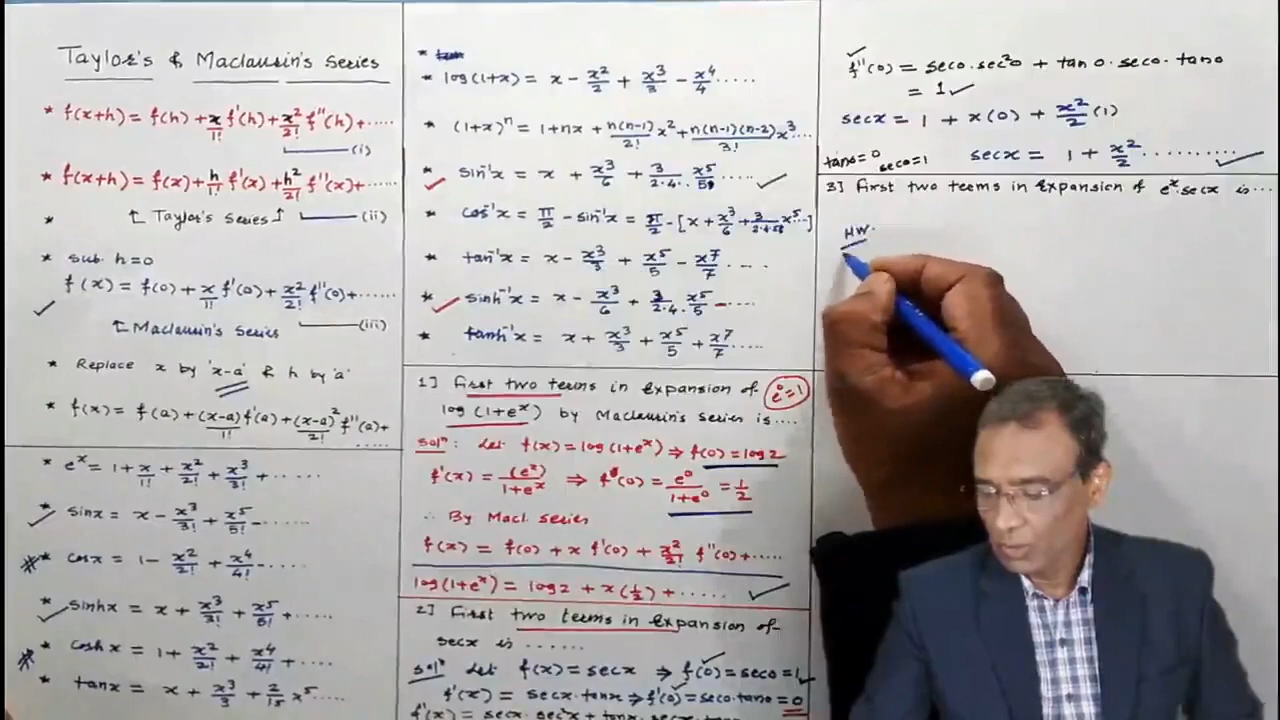 Taylor's & Maclaurin's Series
* f(x+h) = f(h) + x/1! f'(h) + x²/2! f''(h) + .....
(i)
* f(x+h) = f(x) + h/1! f'(x) + h²/2! f''(x) + ......
* ↑ Taylor's Series ↑ (ii)
* sub. h=0
f(x) = f(0) + x/1! f'(0) + x²/2! f''(0) + ......
↑ Maclaurin's Series (iii)
* Replace x by 'x-a' & h by 'a'
* f(x) = f(a) + (x-a)/1! f'(a) + (x-a)²/2! f''(a) + .....
* eˣ = 1 + x/1! + x²/2! + x³/3! + ......
* sinx = x - x³/3! + x⁵/5! - ......
* cosx = 1 - x²/2! + x⁴/4! - .....
* sinhx = x + x³/3! + x⁵/5! + .....
* coshx = 1 + x²/2! + x⁴/4! + ....
* tanx = x + x³/3 + 2/15 x⁵.....
* log(1+x) = x - x²/2 + x³/3 - x⁴/4 .....
* (1+x)ⁿ = 1 + nx + n(n-1)/2! x² + n(n-1)(n-2)/3! x³...
* sin⁻¹x = x + x³/6 + 3/2·4 · x⁵/5 .....
* cos⁻¹x = π/2 - sin⁻¹x = π/2 - [x + x³/6 + 3/2·4·5 x⁵...]
* tan⁻¹x = x - x³/3 + x⁵/5 - x⁷/7 ....
* sinh⁻¹x = x - x³/6 + 3/2·4 · x⁵/5 - ....
* tanh⁻¹x = x + x³/3 + x⁵/5 + x⁷/7 .....
1] First two terms in Expansion of e⁰=1
log(1+eˣ) by Maclaurin's series is....
solⁿ: Let f(x) = log(1+eˣ) ⇒ f(0) = log2
f'(x) = (eˣ)/1+eˣ ⇒ f'(0) = e⁰/1+e⁰ = 1/2
∴ By Macl. series
f(x) = f(0) + x f'(0) + x²/2! f''(0) + .....
log(1+eˣ) = log2 + x(1/2) + ......
2] First two terms in Expansion of
secx is ......
solⁿ Let f(x) = secx ⇒ f(0) = sec0 = 1
f'(x) = secx·tanx ⇒ f'(0) = sec0·tan0 = 0
f''(0) = sec0·sec²0 + tan0·sec0·tan0
= 1
secx = 1 + x(0) + x²/2 (1)
tan0=0 sec0=1 secx = 1 + x²/2 .........
3] First two terms in Expansion of eˣ·secx is ...
HW.